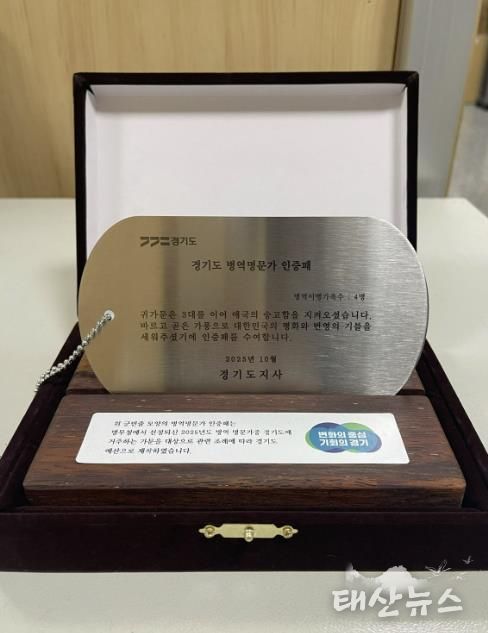 경기도
경기도 병역명문가 인증패
병역이행가족수 : 4명
귀가문은 3대를 이어 애국의 숭고함을 지켜오셨습니다.
바르고 곧은 가풍으로 대한민국의 평화와 번영의 기틀을
세워주셨기에 인증패를 수여합니다.
2025년 10월
경기도지사
위 군번줄 모양의 병역명문가 인증패는
병무청에서 선정되신 2025년도 병역 명문가중 경기도에
거주하는 가문을 대상으로 관련 조례에 따라 경기도
예산으로 제작하였습니다.
변화의 중심
기회의 경기
태산뉴스